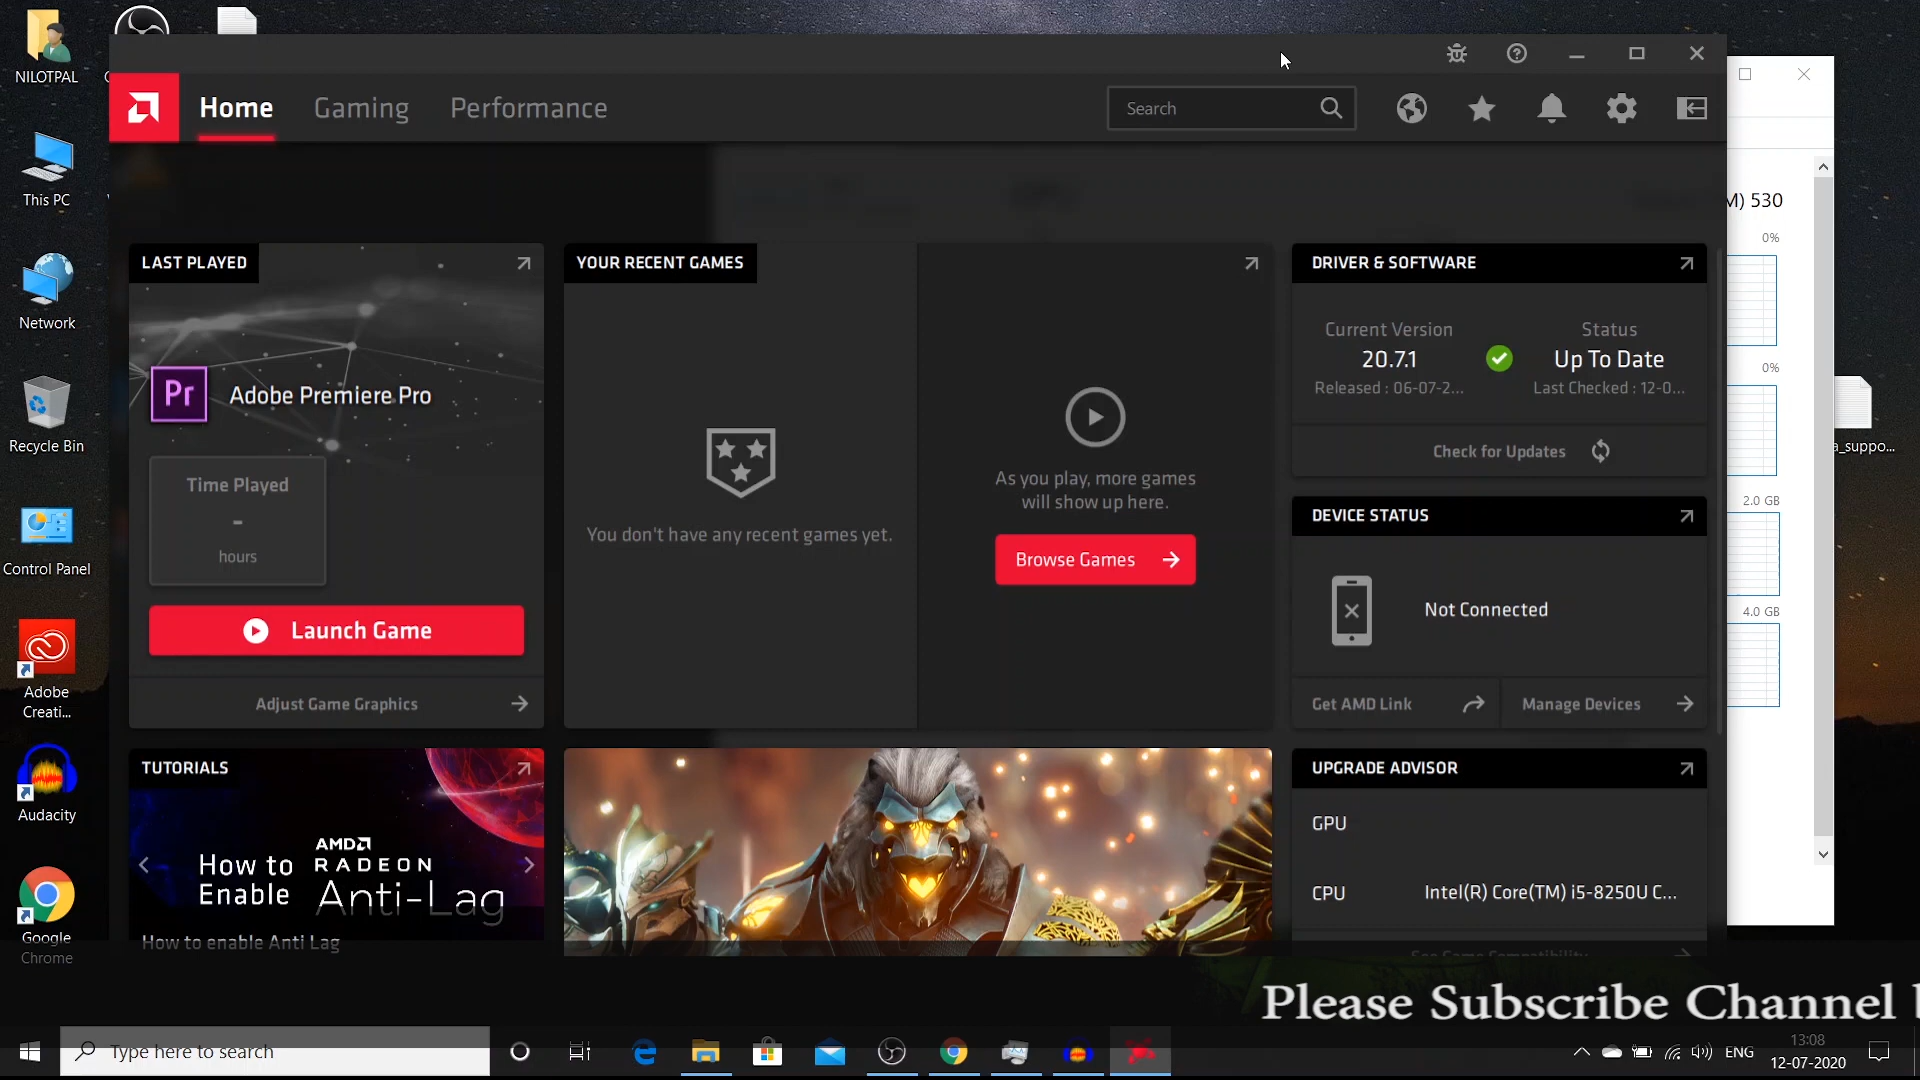 NILOTPAL
This PC
Network
Recycle Bin
Control Panel
Adobe
Creati...
Audacity
Google
Chrome
Home
Gaming
Performance
Search
LAST PLAYED
Pr
Adobe Premiere Pro
Time Played
-
hours
Launch Game
Adjust Game Graphics
YOUR RECENT GAMES
You don't have any recent games yet.
As you play, more games
will show up here.
Browse Games
DRIVER & SOFTWARE
Current Version
20.7.1
Released : 06-07-2...
Status
Up To Date
Last Checked : 12-0...
Check for Updates
DEVICE STATUS
Not Connected
Get AMD Link
Manage Devices
TUTORIALS
How to
Enable
AMD
RADEON
Anti-Lag
How to enable Anti Lag
UPGRADE ADVISOR
GPU
CPU
Intel(R) Core(TM) i5-8250U C...
See Game Compatibility
M) 530
0%
0%
2.0 GB
4.0 GB
a_suppo...
Please Subscribe Channel
Type here to search
ENG
13:08
12-07-2020